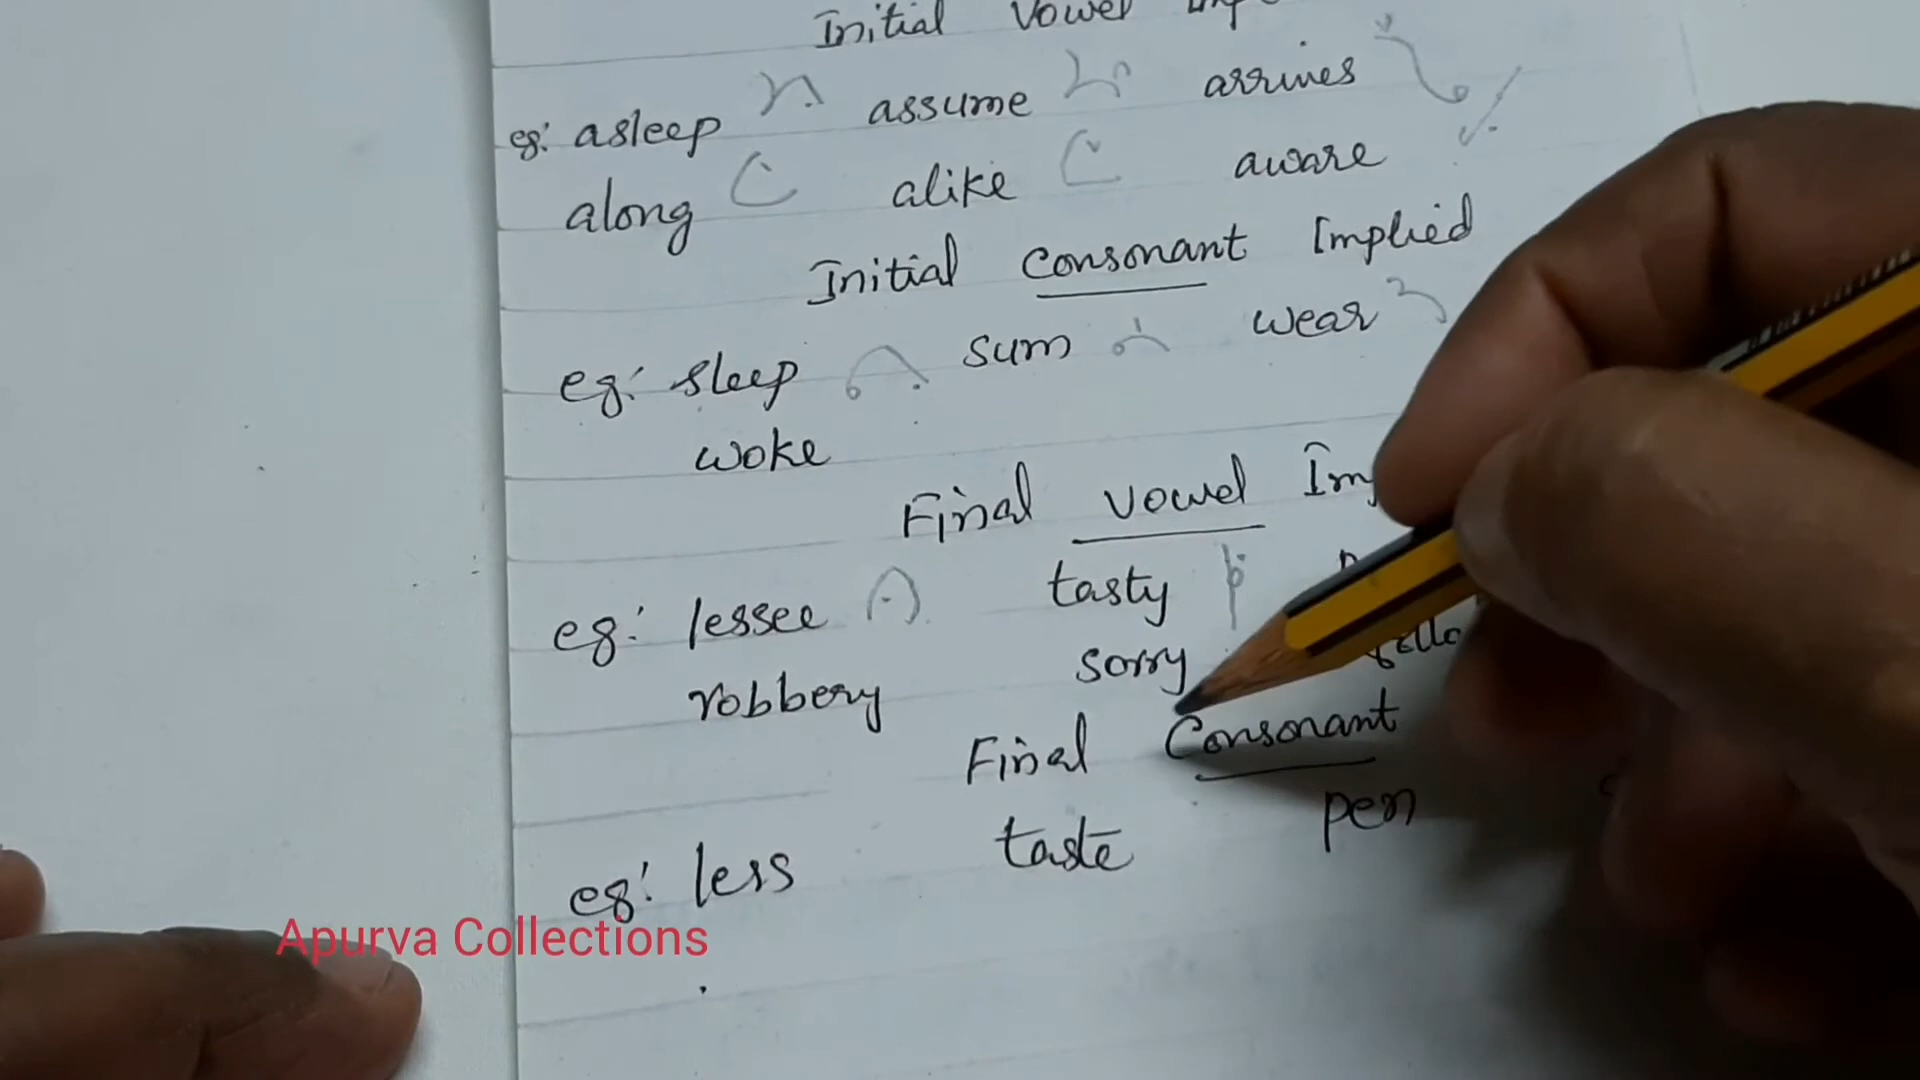 Initial Vowel
eg: asleep assume arrives
along alike aware
Initial Consonant Implied
eg: sleep sum wear
woke
Final Vowel
eg: lessee tasty
robbery sorry
Final Consonant
eg: less taste pen
Apurva Collections